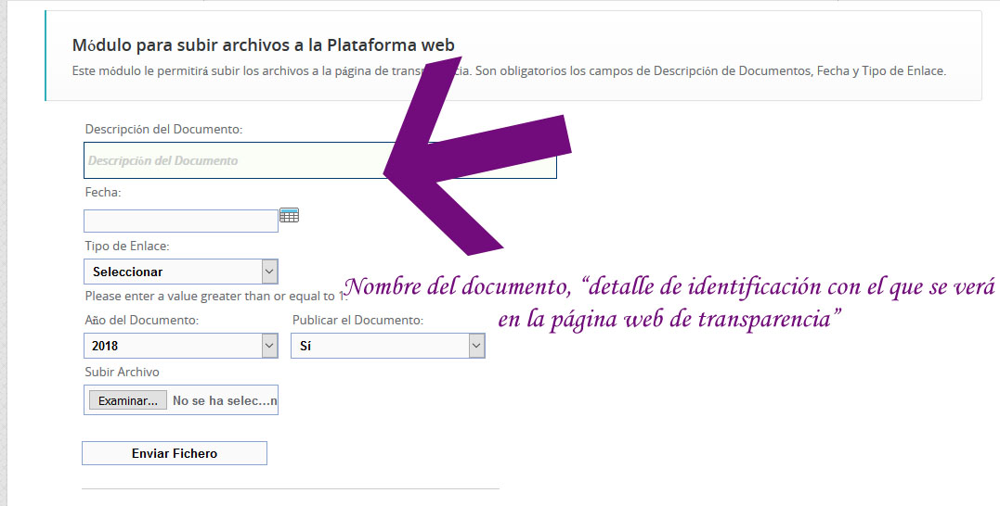 Módulo para subir archivos a la Plataforma web
Este módulo le permitirá subir los archivos a la página de transparencia. Son obligatorios los campos de Descripción de Documentos, Fecha y Tipo de Enlace.
Descripción del Documento:
Descripción del Documento
Fecha:
Tipo de Enlace:
Seleccionar
Please enter a value greater than or equal to 1.
Nombre del documento, “detalle de identificación con el que se verá
en la página web de transparencia”
Año del Documento: Publicar el Documento:
2018 Sí
Subir Archivo
Examinar... No se ha selec...n
Enviar Fichero